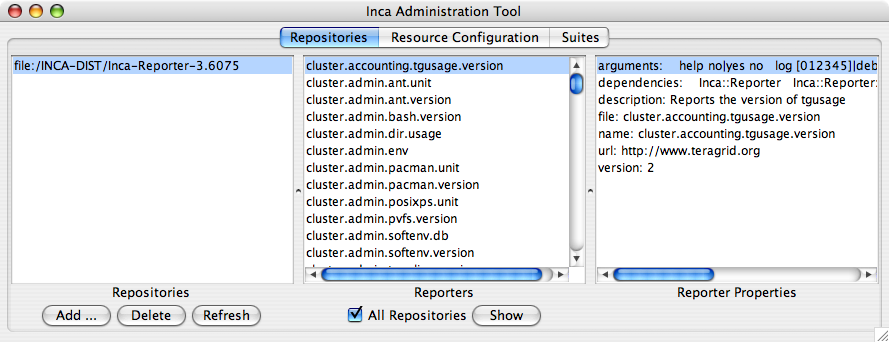 Inca Administration Tool
Repositories Resource Configuration Suites
file:/INCA-DIST/Inca-Reporter-3.6075
cluster.accounting.tgusage.version
cluster.admin.ant.unit
cluster.admin.ant.version
cluster.admin.bash.version
cluster.admin.dir.usage
cluster.admin.env
cluster.admin.pacman.unit
cluster.admin.pacman.version
cluster.admin.posixps.unit
cluster.admin.pvfs.version
cluster.admin.softenv.db
cluster.admin.softenv.version
arguments: help no|yes no log [012345]|deb
dependencies: Inca::Reporter Inca::Reporter:
description: Reports the version of tgusage
file: cluster.accounting.tgusage.version
name: cluster.accounting.tgusage.version
url: http://www.teragrid.org
version: 2
Repositories
Reporters
Reporter Properties
Add ... Delete Refresh
All Repositories Show